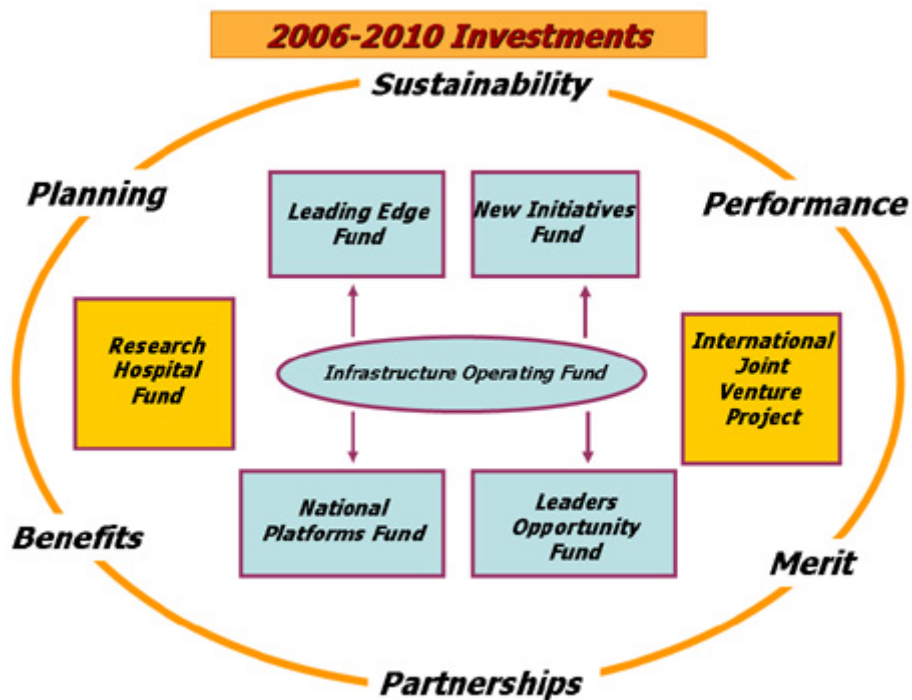 2006-2010 Investments
Sustainability
Planning
Performance
Leading Edge
Fund
New Initiatives
Fund
Research
Hospital
Fund
Infrastructure Operating Fund
International
Joint
Venture
Project
National
Platforms Fund
Leaders
Opportunity
Fund
Benefits
Merit
Partnerships